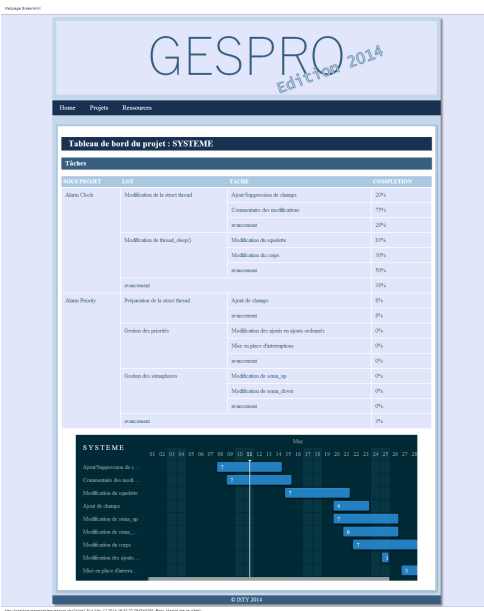 Webpage Screenshot
GESPRO
Edition 2014
Home Projets Ressources
Tableau de bord du projet : SYSTEME
Tâches
SOUS PROJET LOT TACHE COMPLETION
Alarm Clock Modification de la struct thread Ajout/Suppression de champs 20%
Commentaire des modifications 75%
avancement 29%
Modification de thread_sleep() Modification du squelette 83%
Modification du corps 30%
avancement 50%
avancement 38%
Alarm Priority Préparation de la struct thread Ajout de champs 8%
avancement 8%
Gestion des priorités Modification des ajouts en ajouts ordonnés 0%
Mise en place d'interruptions 0%
avancement 0%
Gestion des sémaphores Modification de sema_up 0%
Modification de sema_down 0%
avancement 0%
avancement 3%
SYSTEME
May
01 02 03 04 05 06 07 08 09 10 11 12 13 14 15 16 17 18 19 20 21 22 23 24 25 26 27 28
Ajout/Suppression de c... 7
Commentaire des modi... 7
Modification du squelette 7
Ajout de champs
Modification de sema_up 7
Modification de sema_...
Modification du corps 7
Modification des ajouts...
Mise en place d'interru...
© ISTY 2014